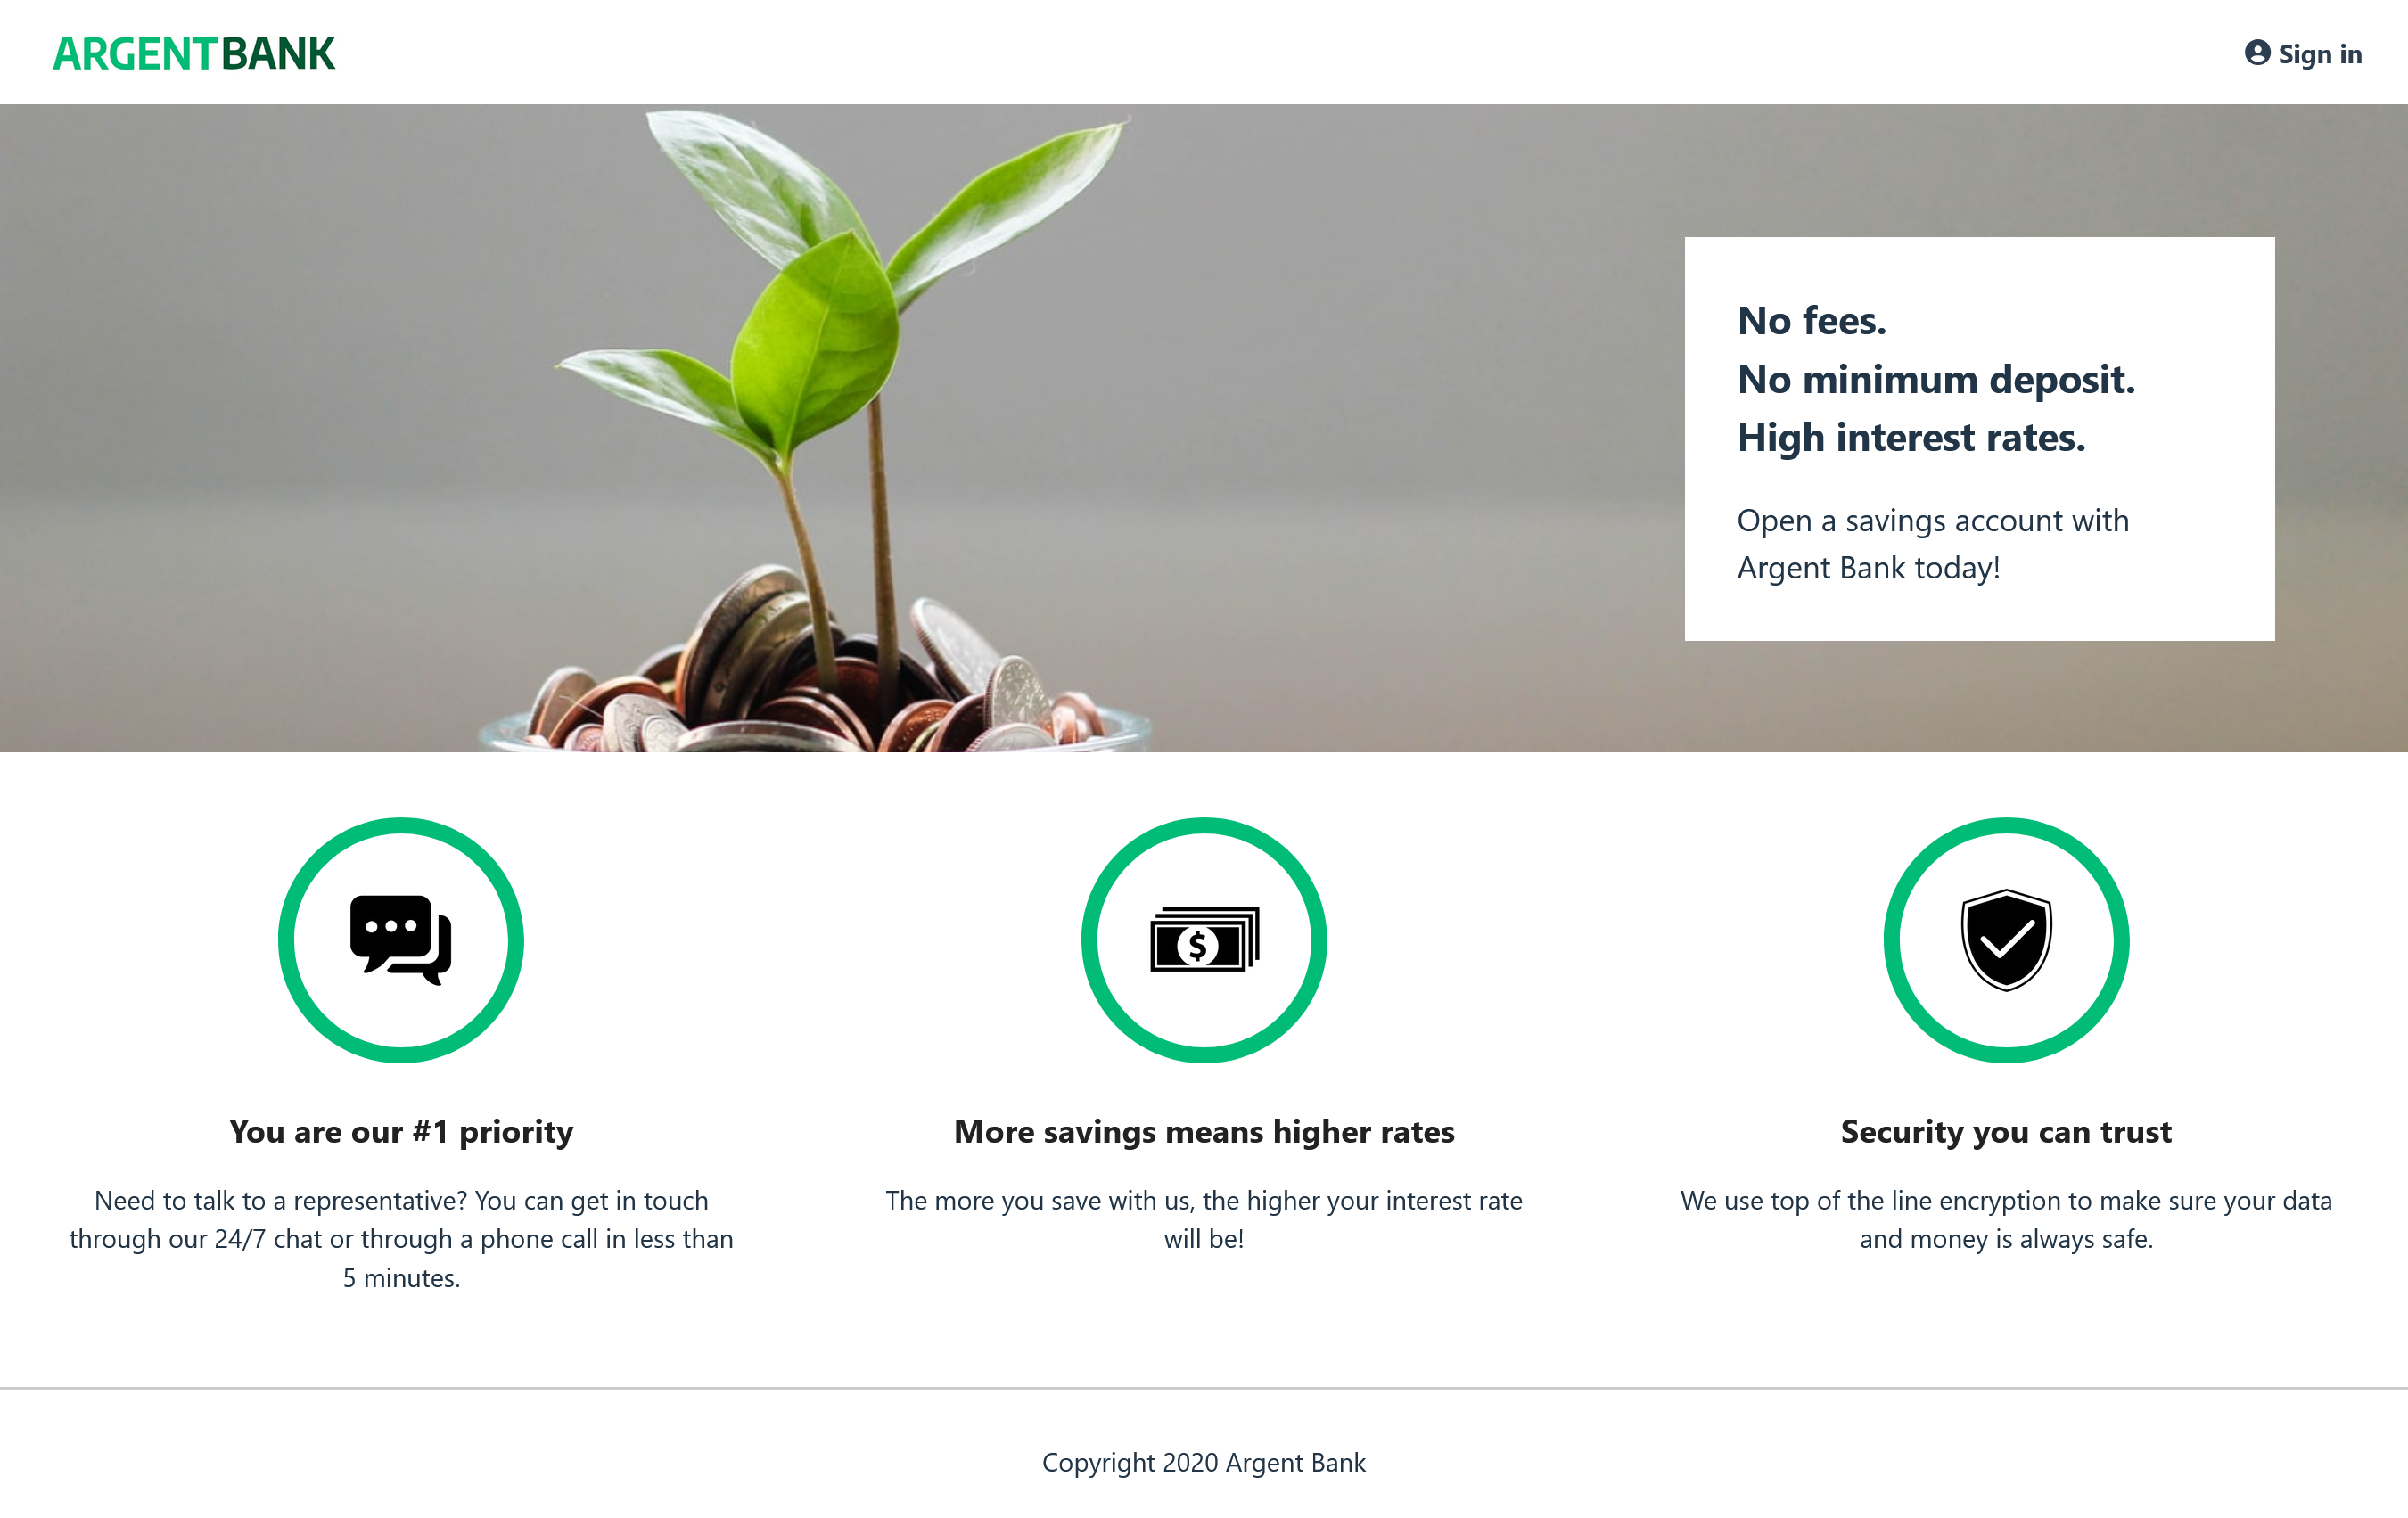 ARGENTBANK
Sign in
No fees.
No minimum deposit.
High interest rates.
Open a savings account with
Argent Bank today!
$
You are our #1 priority
Need to talk to a representative? You can get in touch
through our 24/7 chat or through a phone call in less than
5 minutes.
More savings means higher rates
The more you save with us, the higher your interest rate
will be!
Security you can trust
We use top of the line encryption to make sure your data
and money is always safe.
Copyright 2020 Argent Bank